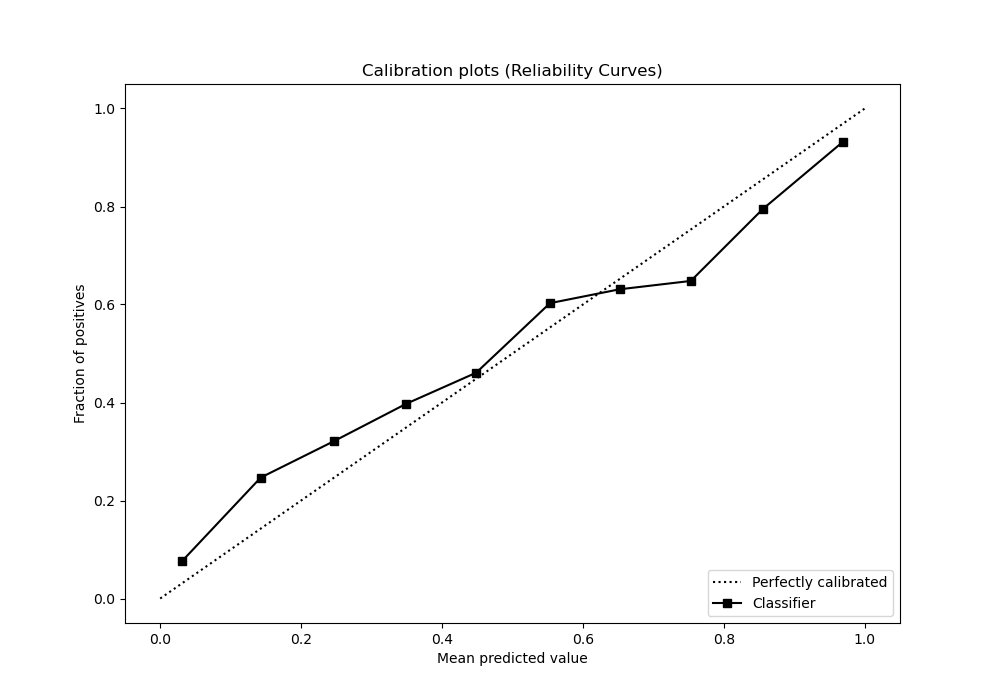 Calibration plots (Reliability Curves)
1.0
0.8
0.6
0.4
0.2
0.0
Fraction of positives
0.0 0.2 0.4 0.6 0.8 1.0
Mean predicted value
Perfectly calibrated
Classifier